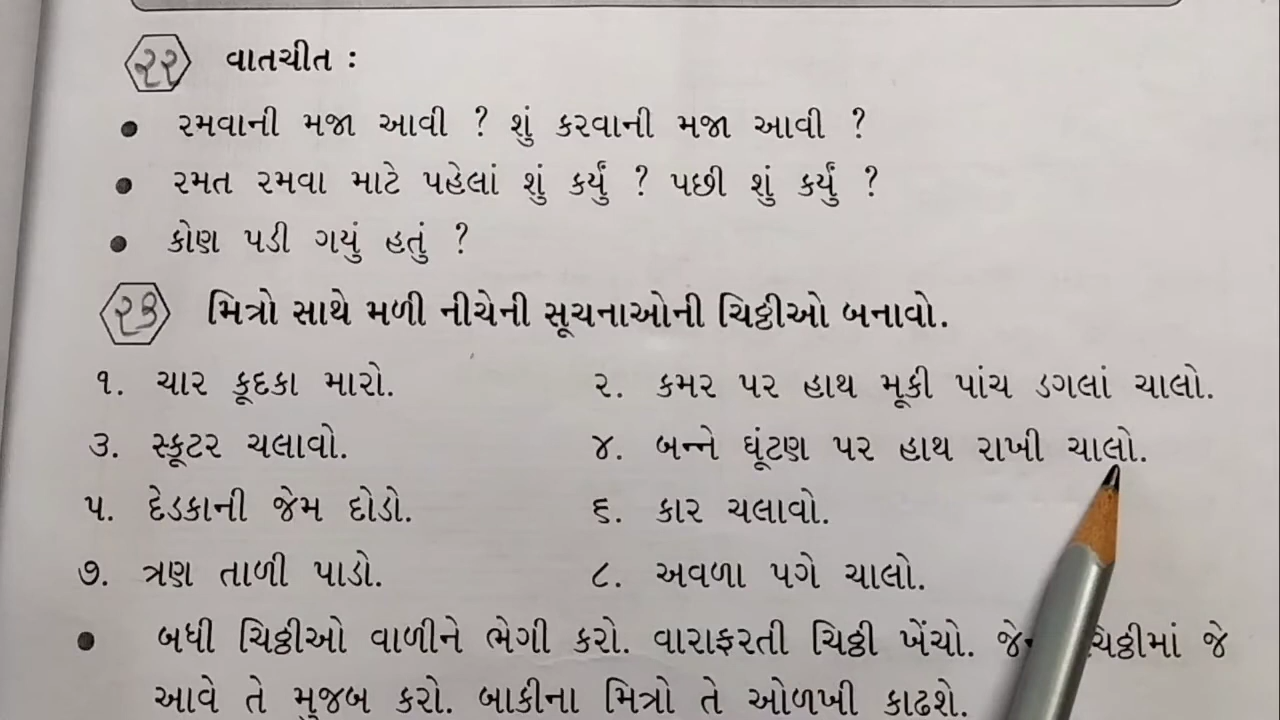 ૨૨ વાતચીત :
• રમવાની મજા આવી ? શું કરવાની મજા આવી ?
• રમત રમવા માટે પહેલાં શું કર્યું ? પછી શું કર્યું ?
• કોણ પડી ગયું હતું ?
૨૩ મિત્રો સાથે મળી નીચેની સૂચનાઓની ચિઠ્ઠીઓ બનાવો.
૧. ચાર કૂદકા મારો. ૨. કમર પર હાથ મૂકી પાંચ ડગલાં ચાલો.
૩. સ્કૂટર ચલાવો. ૪. બન્ને ઘૂંટણ પર હાથ રાખી ચાલો.
૫. દેડકાની જેમ દોડો. ૬. કાર ચલાવો.
૭. ત્રણ તાળી પાડો. ૮. અવળા પગે ચાલો.
• બધી ચિઠ્ઠીઓ વાળીને ભેગી કરો. વારાફરતી ચિઠ્ઠી ખેંચો. ચિઠ્ઠીમાં જે
આવે તે મુજબ કરો. બાકીના મિત્રો તે ઓળખી કાઢશે.